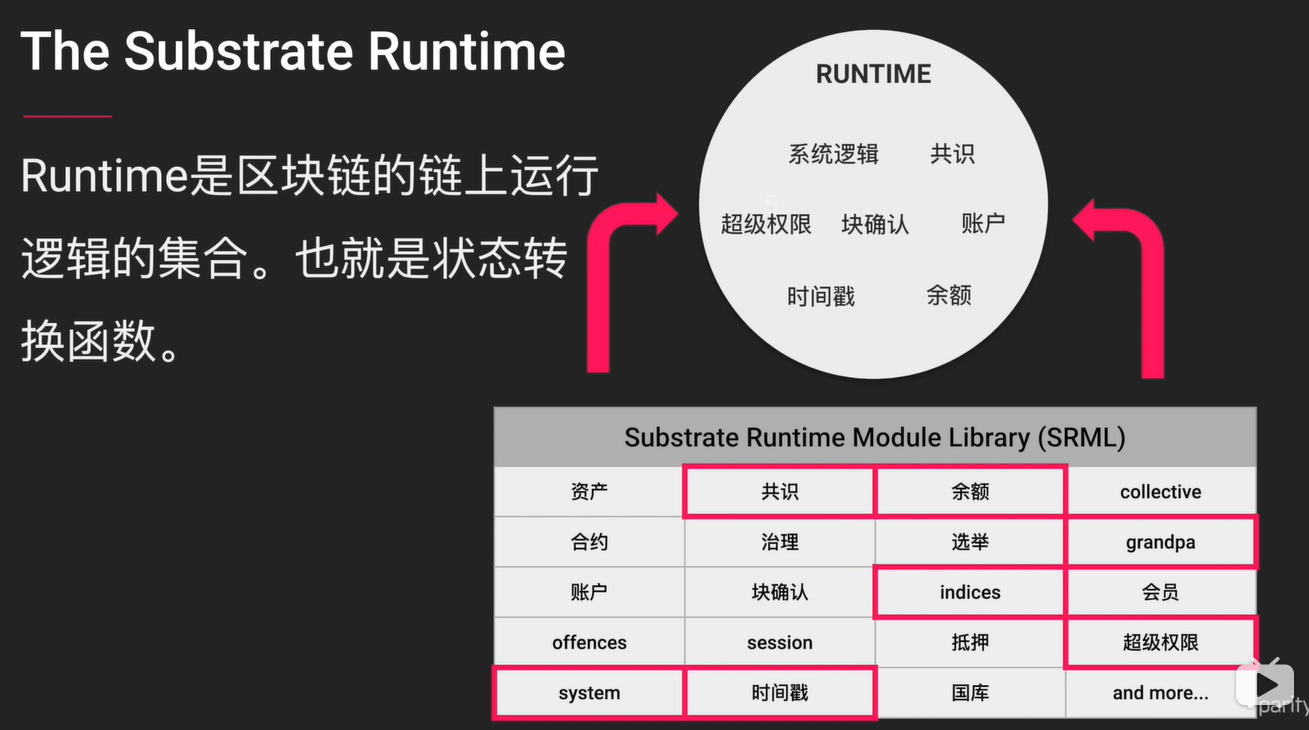 The Substrate Runtime
Runtime是区块链的链上运行
逻辑的集合。也就是状态转
换函数。
RUNTIME
系统逻辑 共识
超级权限 块确认 账户
时间戳 余额
Substrate Runtime Module Library (SRML)
资产 共识 余额 collective
合约 治理 选举 grandpa
账户 块确认 indices 会员
offences session 抵押 超级权限
system 时间戳 国库 and more...
parity